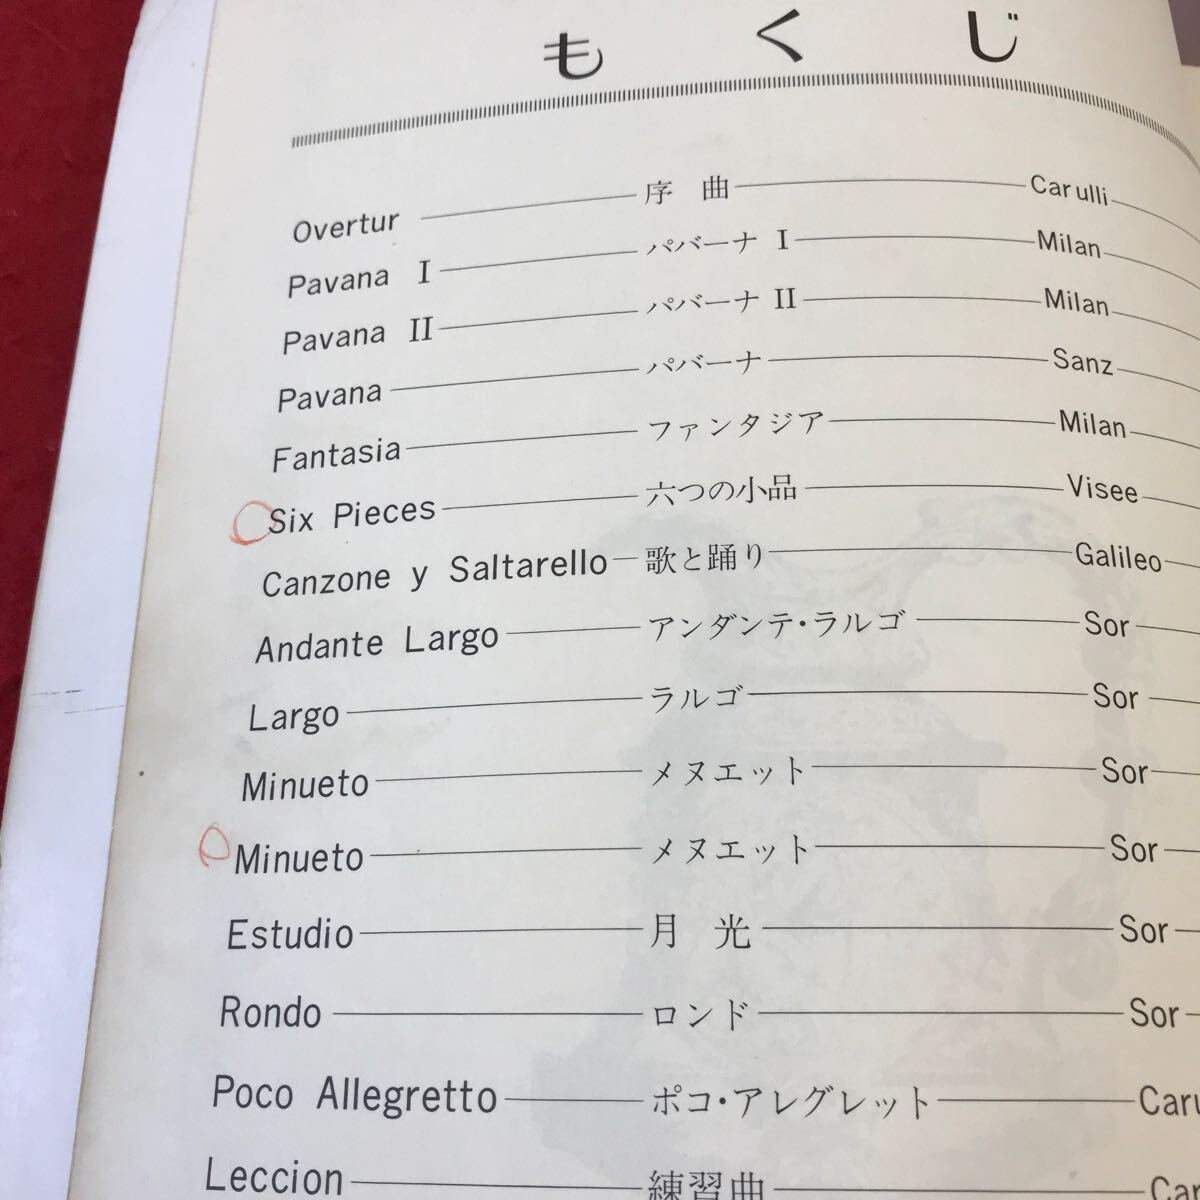 もくじ
Overtur 序曲 Carulli
Pavana I パバーナ I Milan
Pavana II パバーナ II Milan
Pavana パバーナ Sanz
Fantasia ファンタジア Milan
Six Pieces 六つの小品 Visee
Canzone y Saltarello 歌と踊り Galileo
Andante Largo アンダンテ・ラルゴ Sor
Largo ラルゴ Sor
Minueto メヌエット Sor
Minueto メヌエット Sor
Estudio 月光 Sor
Rondo ロンド Sor
Poco Allegretto ポコ・アレグレット Caru
Leccion 練習曲 Car